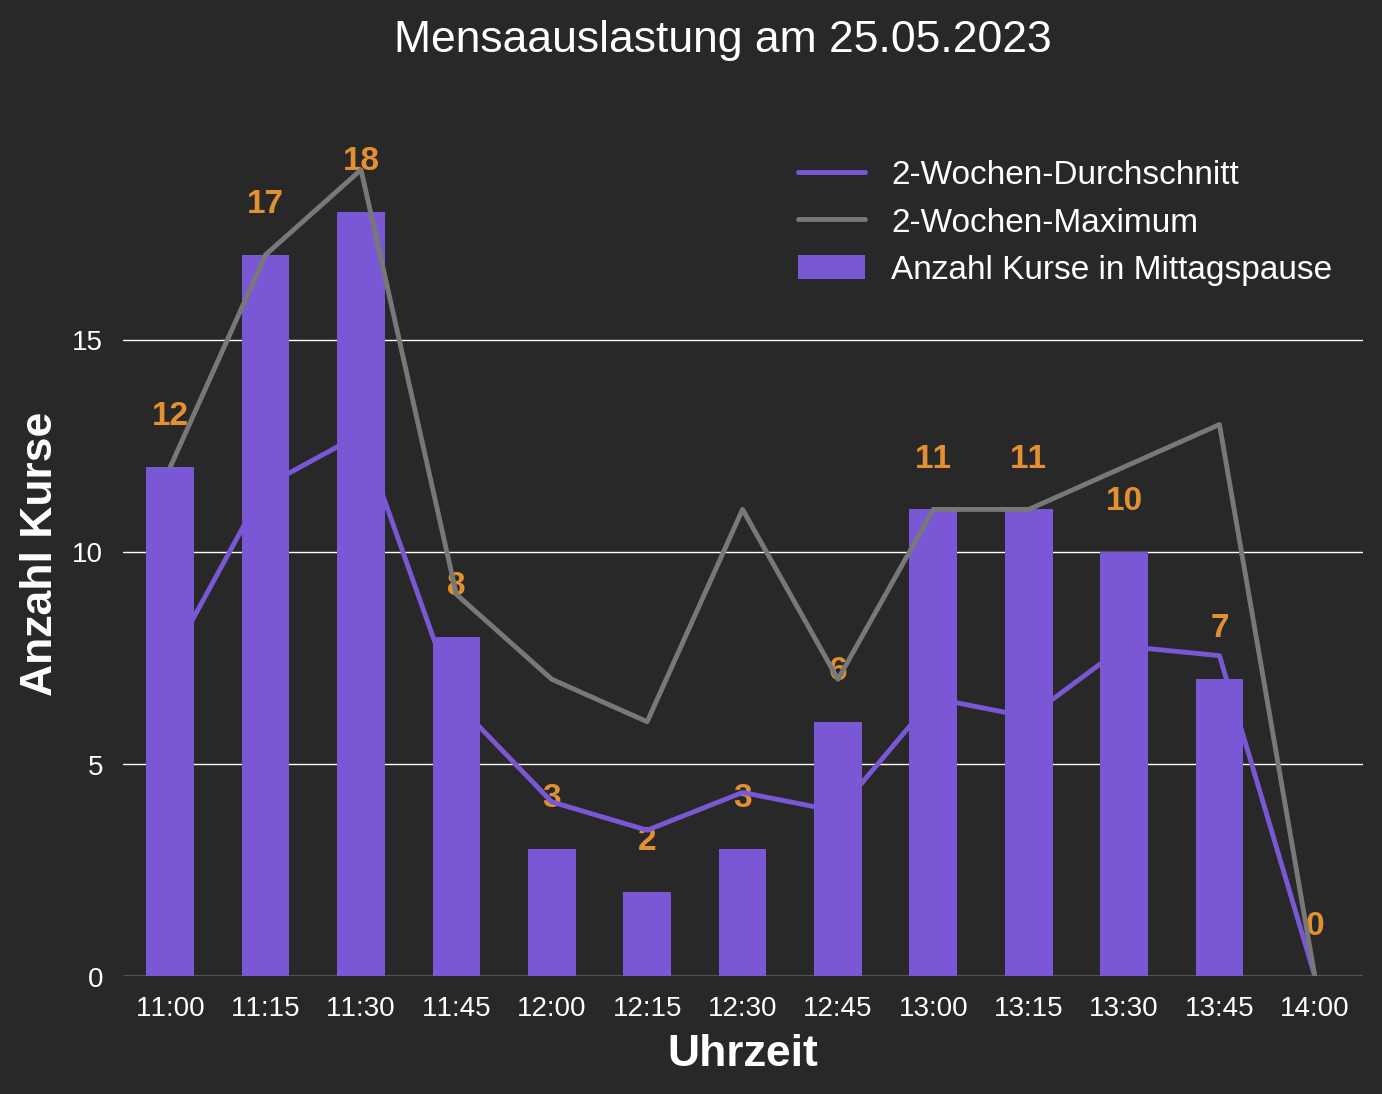 Mensaauslastung am 25.05.2023
2-Wochen-Durchschnitt
2-Wochen-Maximum
Anzahl Kurse in Mittagspause
Anzahl Kurse
15
10
5
0
12
17
18
8
3
2
3
6
11
11
10
7
0
11:00 11:15 11:30 11:45 12:00 12:15 12:30 12:45 13:00 13:15 13:30 13:45 14:00
Uhrzeit